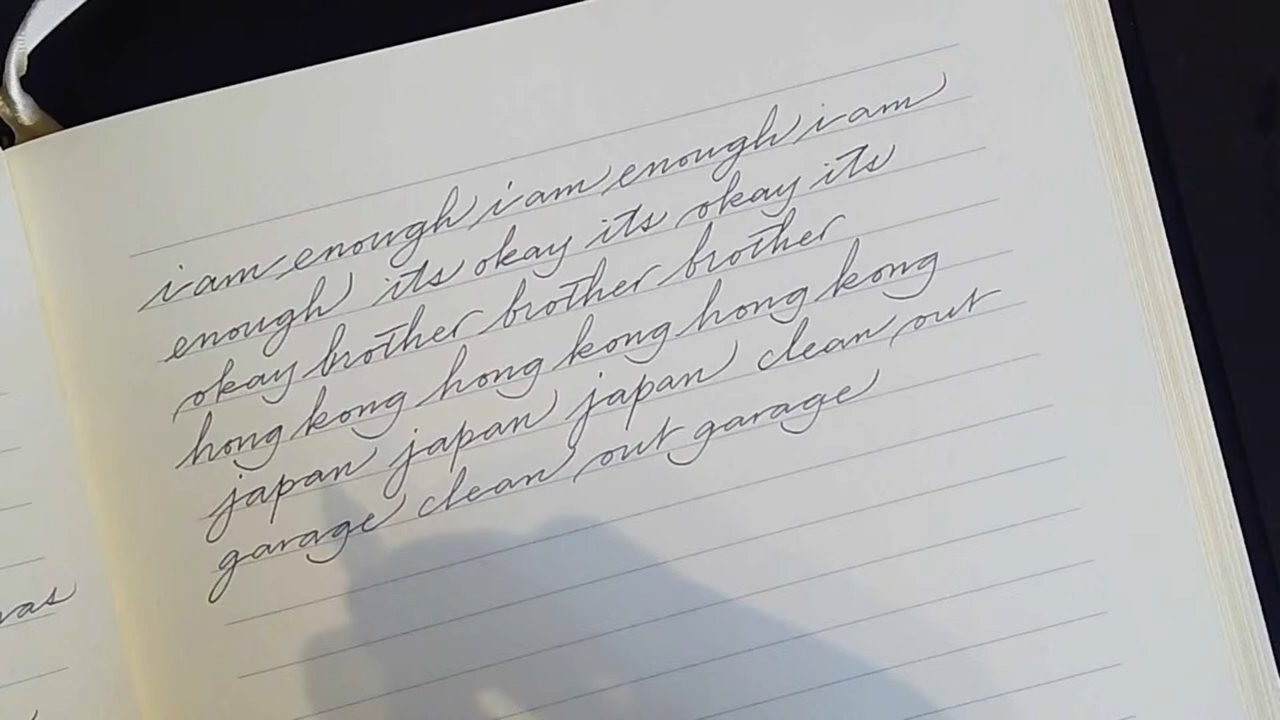 i am enough i am enough i am
enough its okay its okay its
okay brother brother brother
hong kong hong kong hong kong
japan japan japan clean out
garage clean out garage